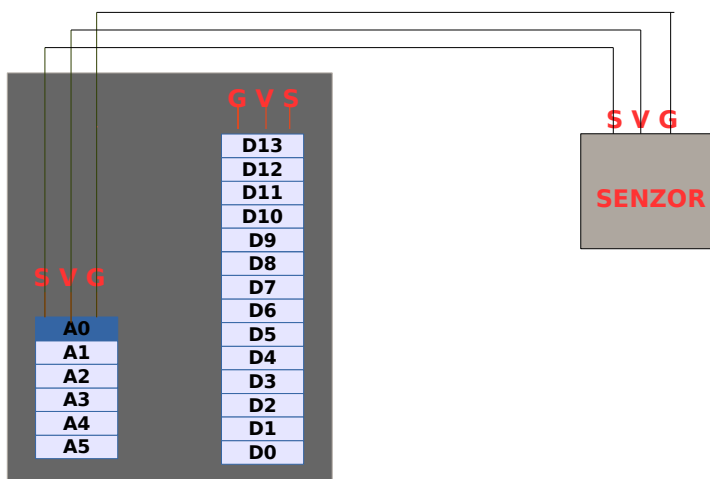 G V S
D13
D12
D11
D10
D9
D8
D7
D6
D5
D4
D3
D2
D1
D0
S V G
A0
A1
A2
A3
A4
A5
S V G
SENZOR